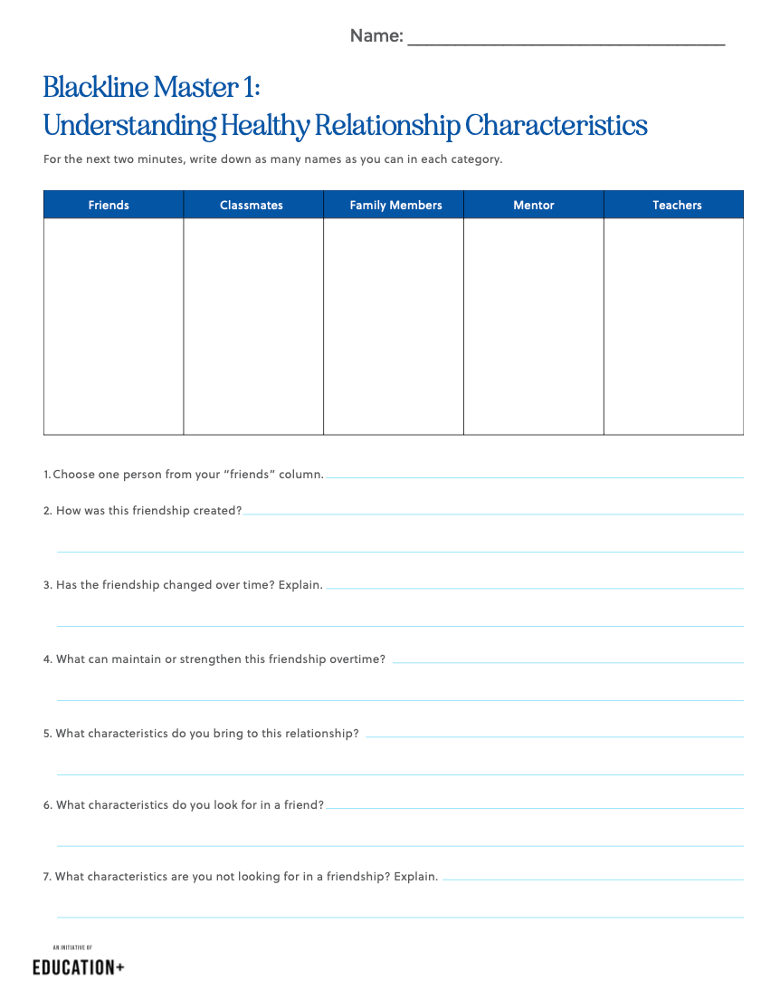 Name: ________________________________
Blackline Master 1:
Understanding Healthy Relationship Characteristics
For the next two minutes, write down as many names as you can in each category.
Friends Classmates Family Members Mentor Teachers
1. Choose one person from your “friends” column.
2. How was this friendship created?
3. Has the friendship changed over time? Explain.
4. What can maintain or strengthen this friendship overtime?
5. What characteristics do you bring to this relationship?
6. What characteristics do you look for in a friend?
7. What characteristics are you not looking for in a friendship? Explain.
AN INITIATIVE OF
EDUCATION+